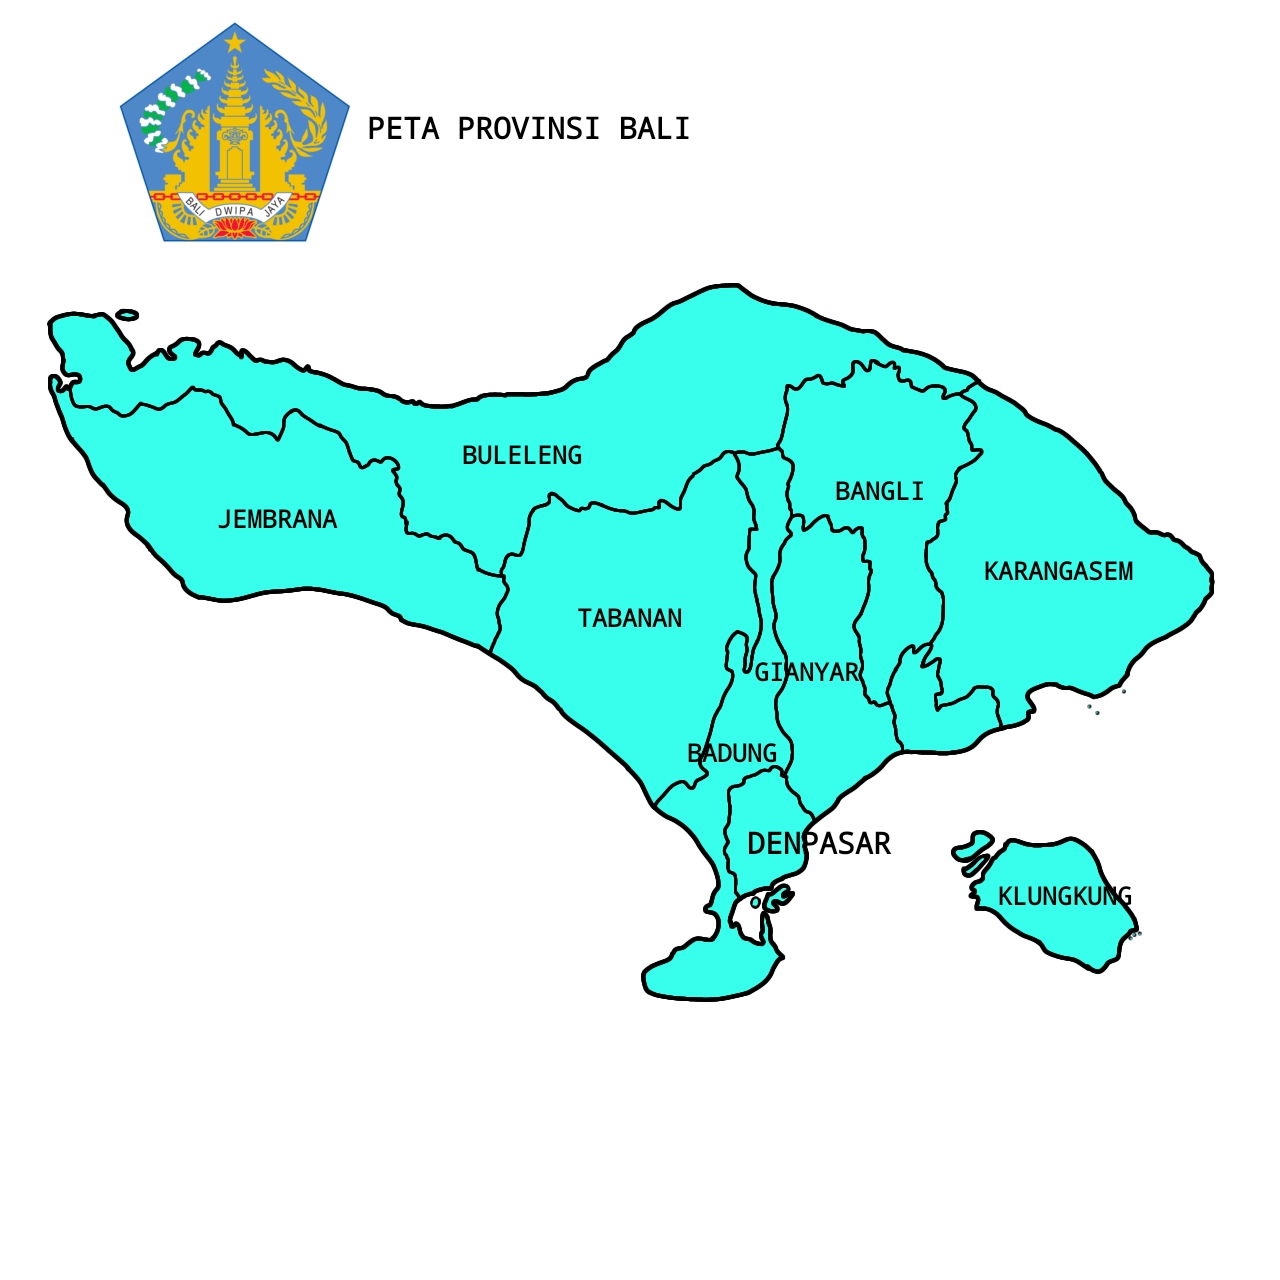 PETA PROVINSI BALI
BALI DWIPA JAYA
BULELENG
BANGLI
JEMBRANA
KARANGASEM
TABANAN
GIANYAR
BADUNG
DENPASAR
KLUNGKUNG